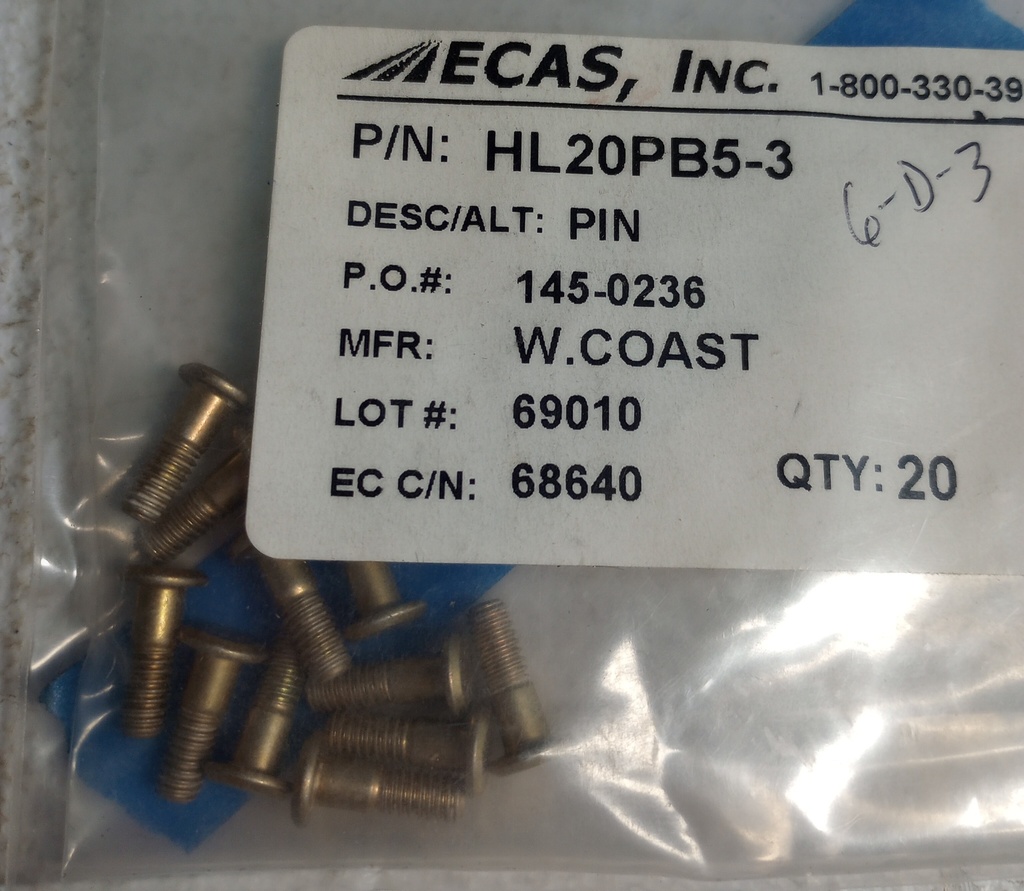 ECAS, INC. 1-800-330-39
P/N: HL20PB5-3
6-D-3
DESC/ALT: PIN
P.O.#: 145-0236
MFR: W.COAST
LOT #: 69010
EC C/N: 68640 QTY: 20